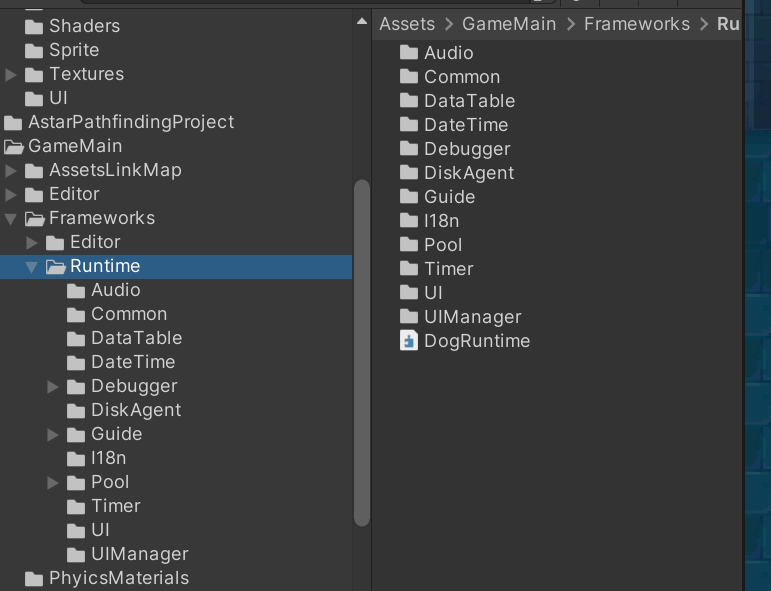 Shaders
Sprite
Textures
UI
AstarPathfindingProject
GameMain
AssetsLinkMap
Editor
Frameworks
Editor
Runtime
Audio
Common
DataTable
DateTime
Debugger
DiskAgent
Guide
I18n
Pool
Timer
UI
UIManager
PhyicsMaterials
Assets > GameMain > Frameworks > Ru
Audio
Common
DataTable
DateTime
Debugger
DiskAgent
Guide
I18n
Pool
Timer
UI
UIManager
DogRuntime